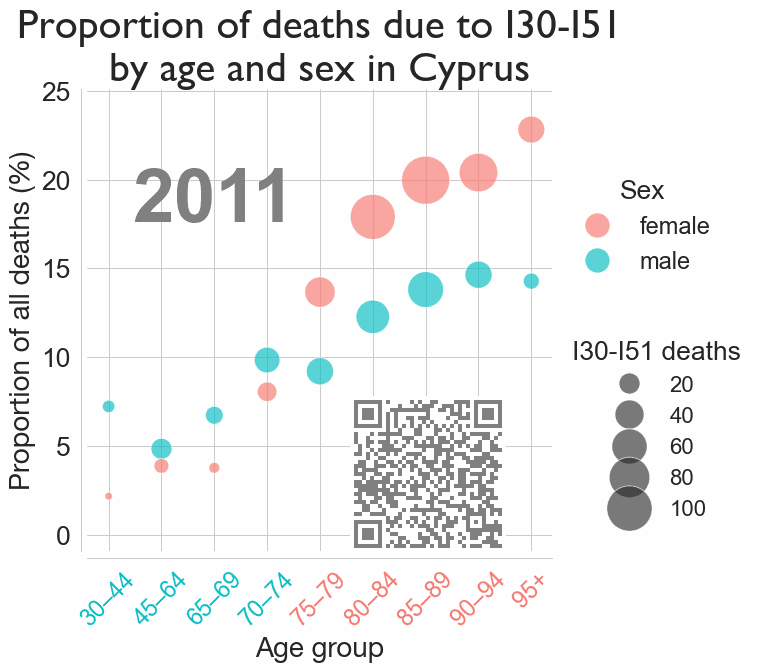 Proportion of deaths due to I30-I51
by age and sex in Cyprus
Proportion of all deaths (%)
25
20
15
10
5
0
2011
Sex
female
male
I30-I51 deaths
20
40
60
80
100
30–44
45–64
65–69
70–74
75–79
80–84
85–89
90–94
95+
Age group